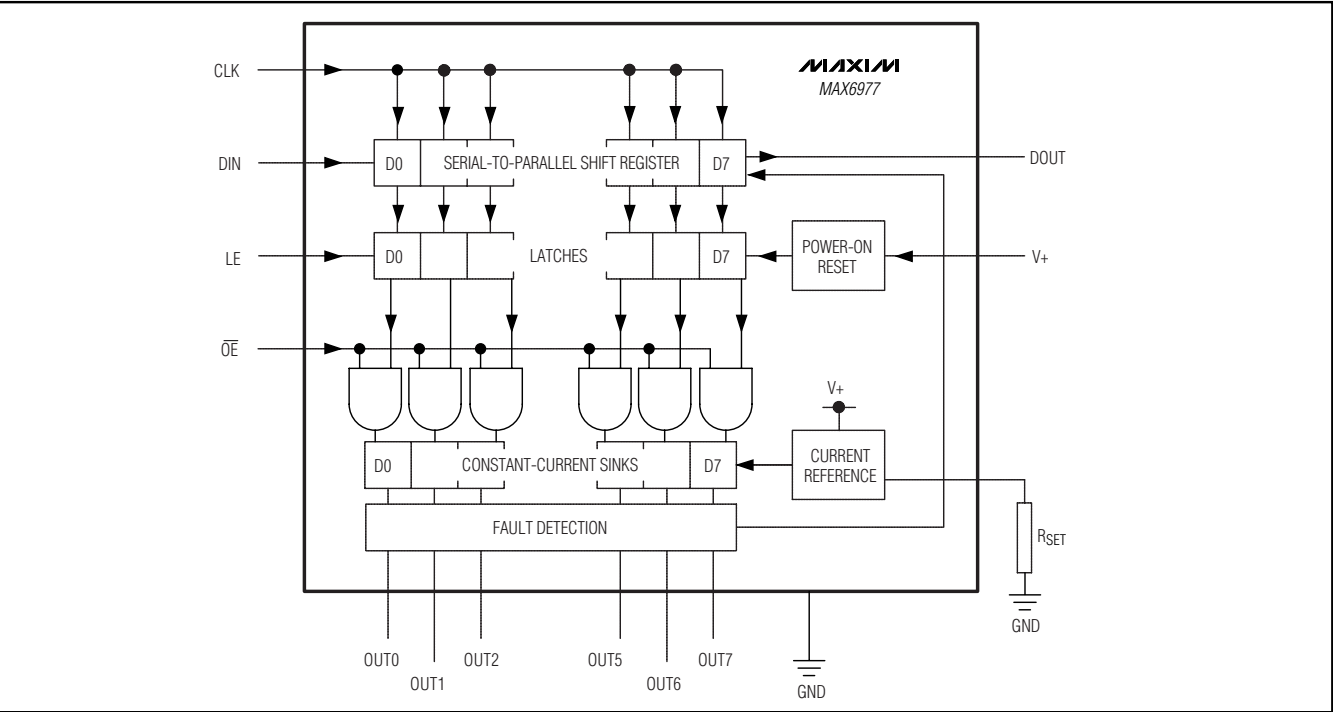 MAXIM
MAX6977
CLK
DIN
D0
SERIAL-TO-PARALLEL SHIFT REGISTER
D7
DOUT
LE
D0
LATCHES
D7
POWER-ON
RESET
V+
O̅E̅
V+
D0
CONSTANT-CURRENT SINKS
D7
CURRENT
REFERENCE
FAULT DETECTION
RSET
GND
OUT0
OUT1
OUT2
OUT5
OUT6
OUT7
GND